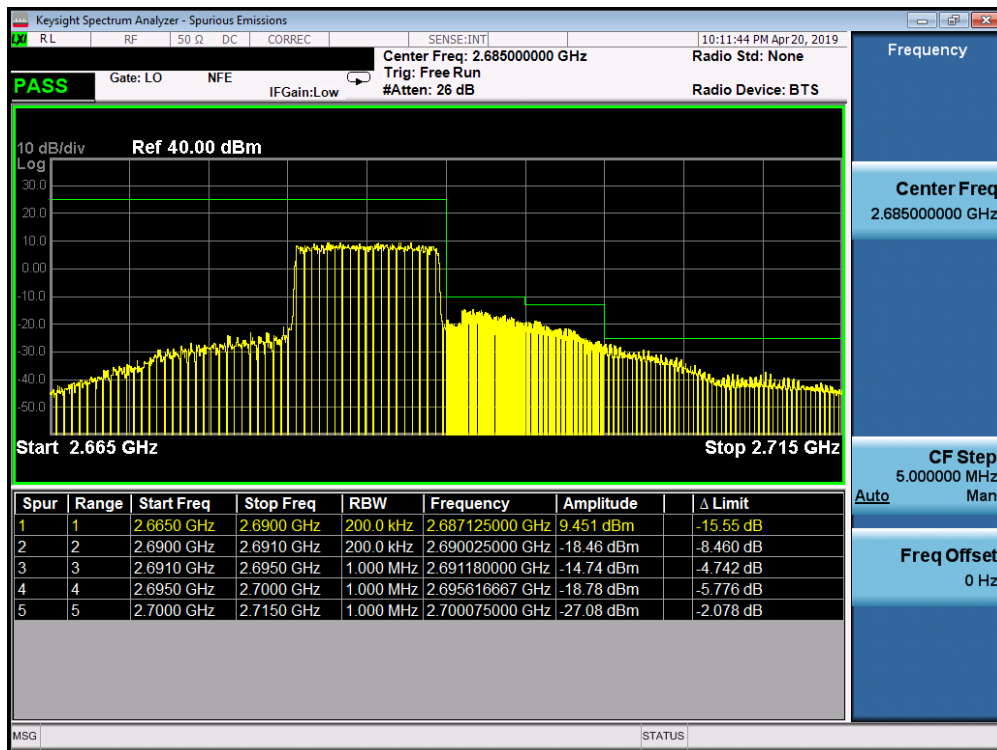 Keysight Spectrum Analyzer - Spurious Emissions
LXI RL RF 50 Ω DC CORREC SENSE:INT 10:11:44 PM Apr 20, 2019
Center Freq: 2.685000000 GHz Radio Std: None
PASS Gate: LO NFE Trig: Free Run
IFGain:Low #Atten: 26 dB Radio Device: BTS
Frequency
10 dB/div Ref 40.00 dBm
Log
30.0
20.0
10.0
0.00
-10.0
-20.0
-30.0
-40.0
-50.0
Start 2.665 GHz Stop 2.715 GHz
Center Freq
2.685000000 GHz
CF Step
5.000000 MHz
Auto Man
Freq Offset
0 Hz
Spur Range Start Freq Stop Freq RBW Frequency Amplitude Δ Limit
1 1 2.6650 GHz 2.6900 GHz 200.0 kHz 2.687125000 GHz 9.451 dBm -15.55 dB
2 2 2.6900 GHz 2.6910 GHz 200.0 kHz 2.690025000 GHz -18.46 dBm -8.460 dB
3 3 2.6910 GHz 2.6950 GHz 1.000 MHz 2.691180000 GHz -14.74 dBm -4.742 dB
4 4 2.6950 GHz 2.7000 GHz 1.000 MHz 2.695616667 GHz -18.78 dBm -5.776 dB
5 5 2.7000 GHz 2.7150 GHz 1.000 MHz 2.700075000 GHz -27.08 dBm -2.078 dB
MSG STATUS